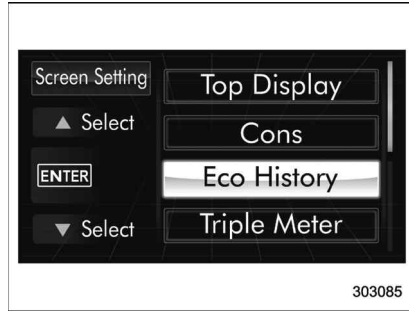 Screen Setting
▲ Select
ENTER
▼ Select
Top Display
Cons
Eco History
Triple Meter
303085